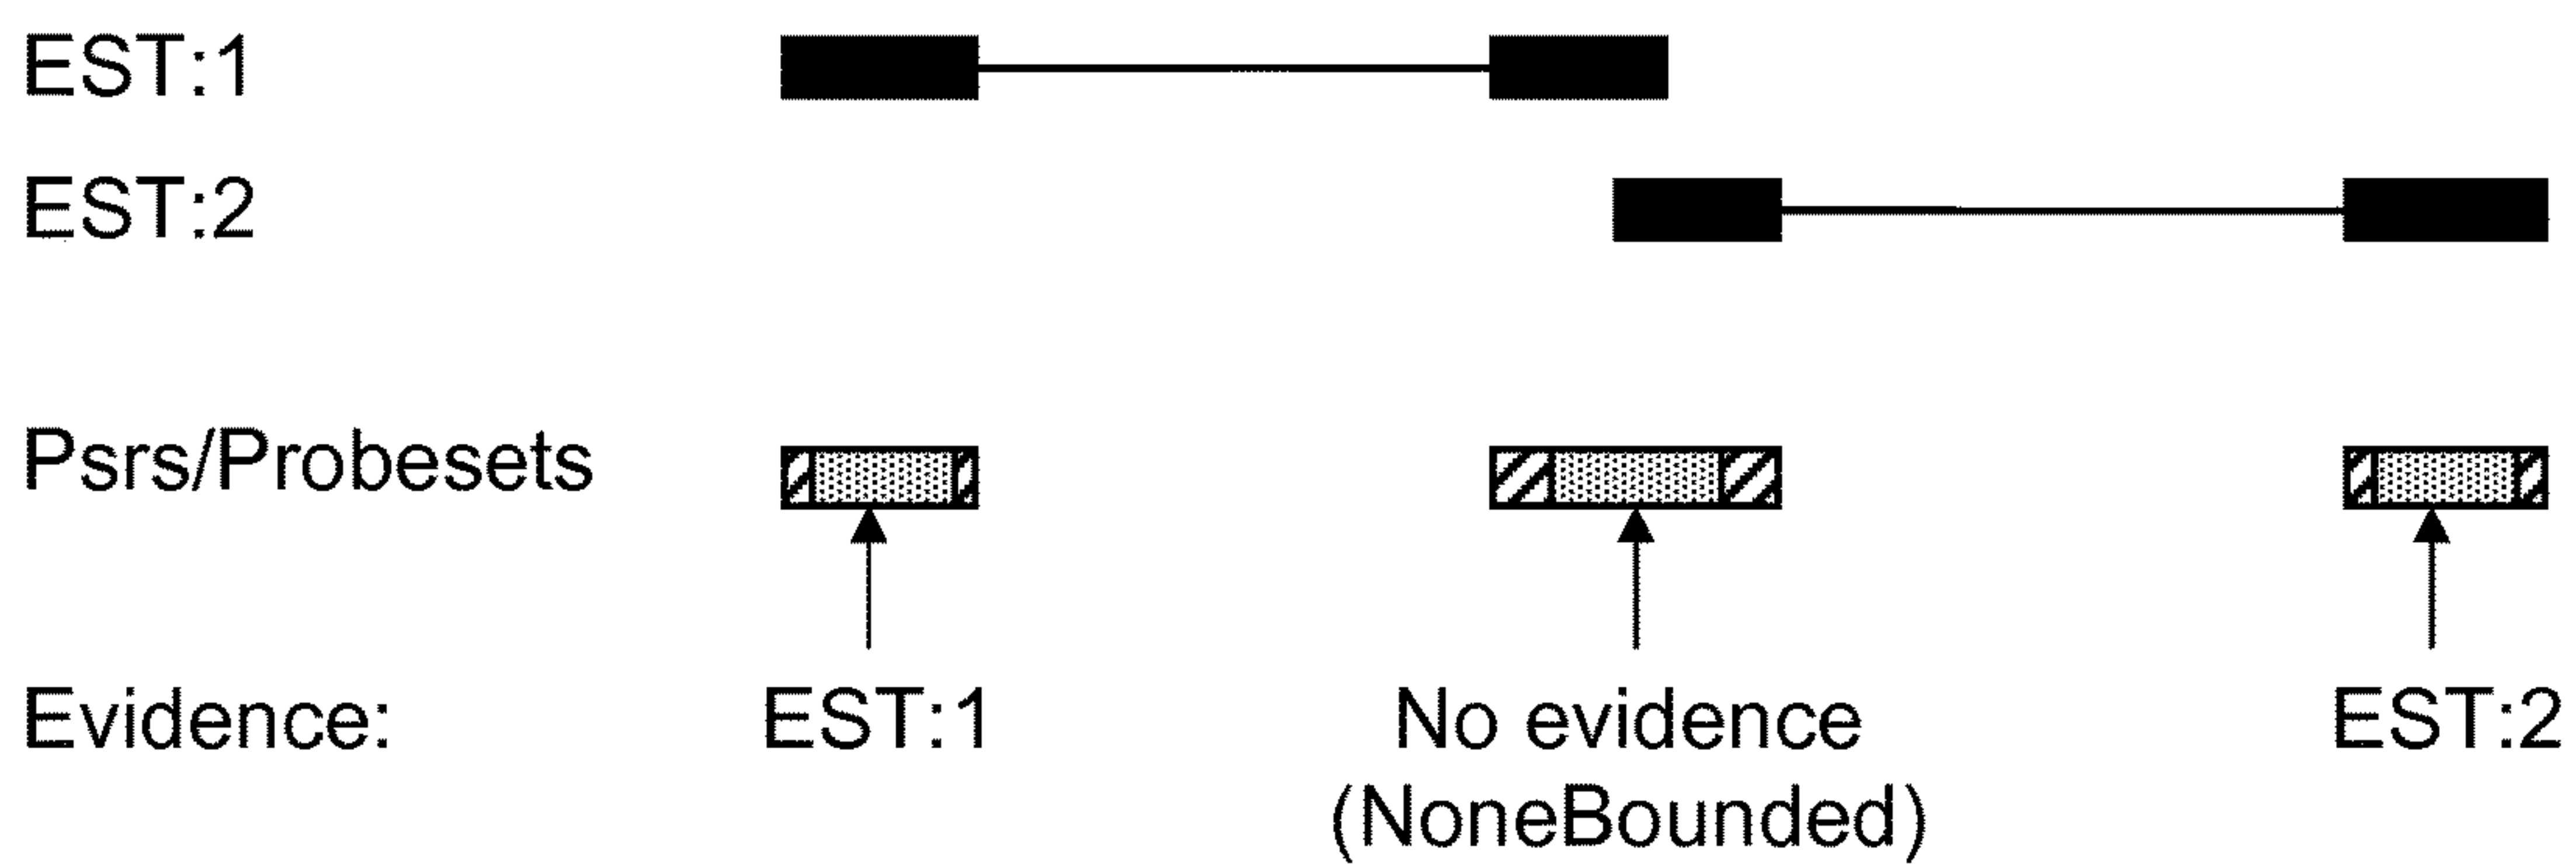 EST:1
EST:2
Psrs/Probesets
Evidence: EST:1 No evidence EST:2
(NoneBounded)